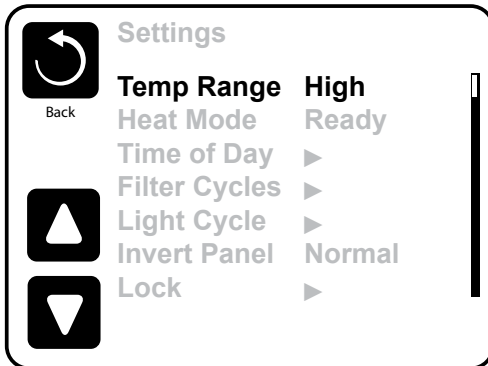 Settings
Back
Temp Range High
Heat Mode Ready
Time of Day ▶
Filter Cycles ▶
Light Cycle ▶
Invert Panel Normal
Lock ▶